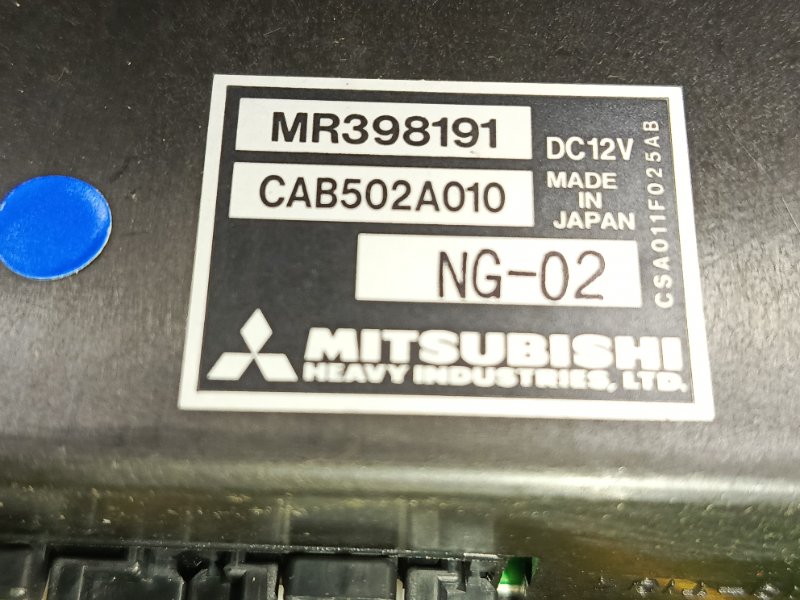 MR398191
DC12V
CAB502A010
MADE
IN
JAPAN
NG-02
CSA011F025AB
MITSUBISHI
HEAVY INDUSTRIES, LTD.